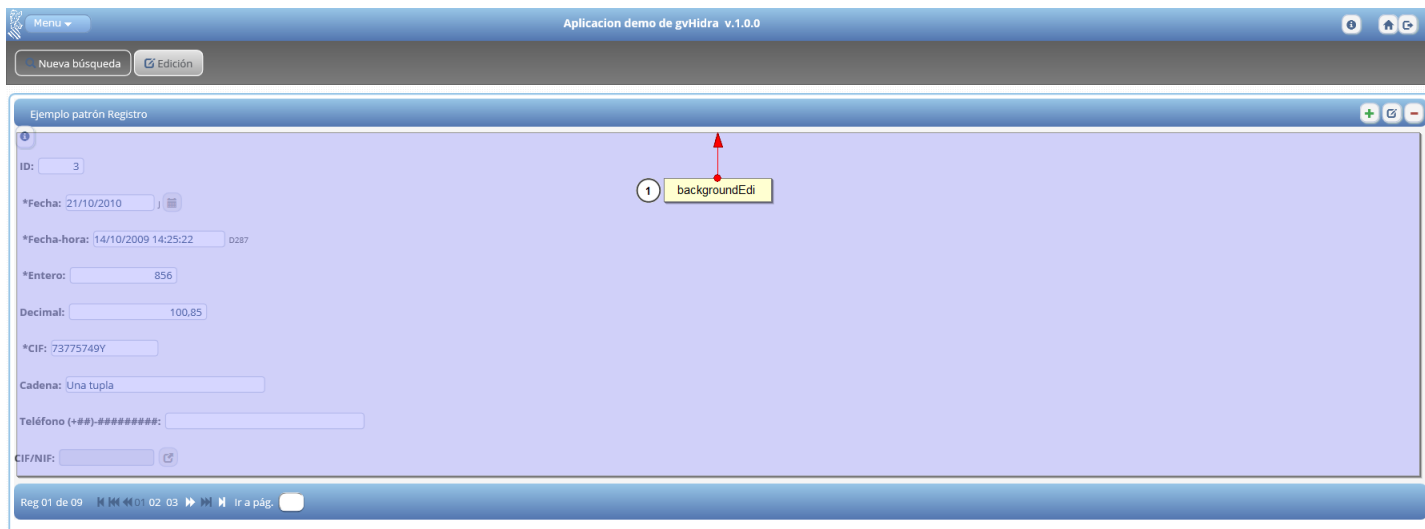 Menu
Aplicacion demo de gvHidra v.1.0.0
Nueva búsqueda
Edición
Ejemplo patrón Registro
ID: 3
*Fecha: 21/10/2010 J
*Fecha-hora: 14/10/2009 14:25:22 D287
*Entero: 856
Decimal: 100,85
*CIF: 73775749Y
Cadena: Una tupla
Teléfono (+##)-#########:
CIF/NIF:
1 backgroundEdi
Reg 01 de 09 01 02 03 Ir a pág.